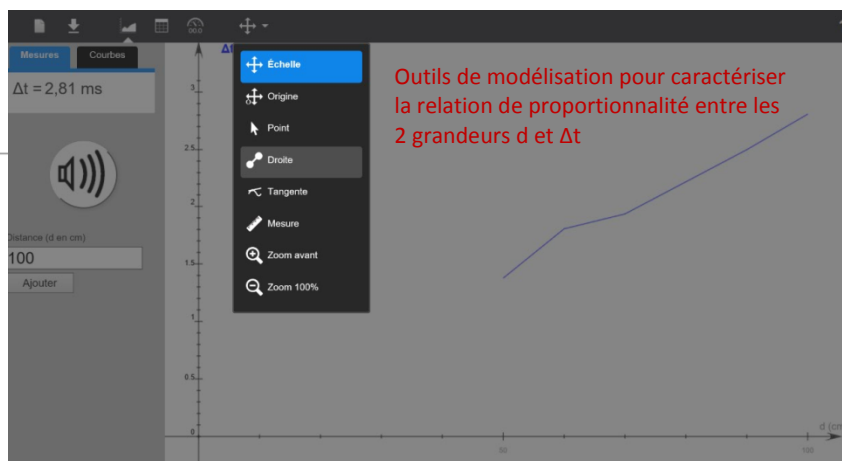 00.0
Mesures
Courbes
Δt = 2,81 ms
Distance (d en cm)
100
Ajouter
Échelle
Origine
Point
Droite
Tangente
Mesure
Zoom avant
Zoom 100%
Outils de modélisation pour caractériser
la relation de proportionnalité entre les
2 grandeurs d et Δt
3
2.5
2
1.5
1
0.5
0
50
100
d (cm